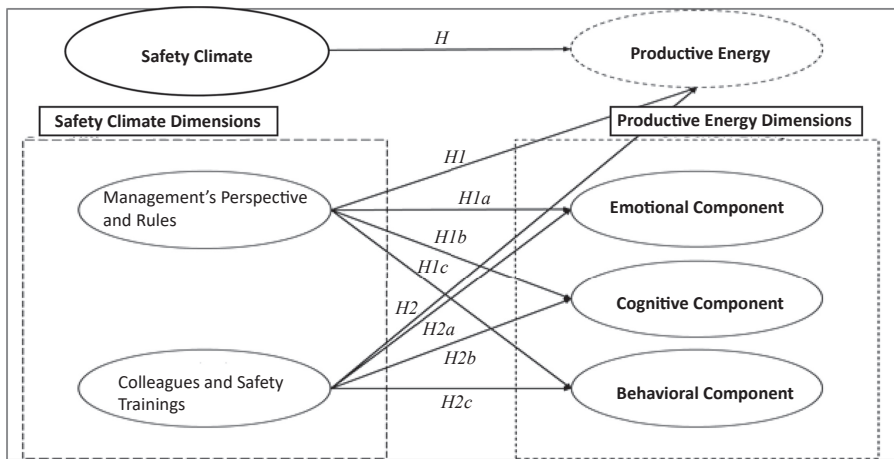 Safety Climate
H
Productive Energy
Safety Climate Dimensions
Productive Energy Dimensions
H1
Management's Perspective
and Rules
H1a
Emotional Component
H1b
H1c
Cognitive Component
H2
H2a
H2b
Colleagues and Safety
Trainings
H2c
Behavioral Component